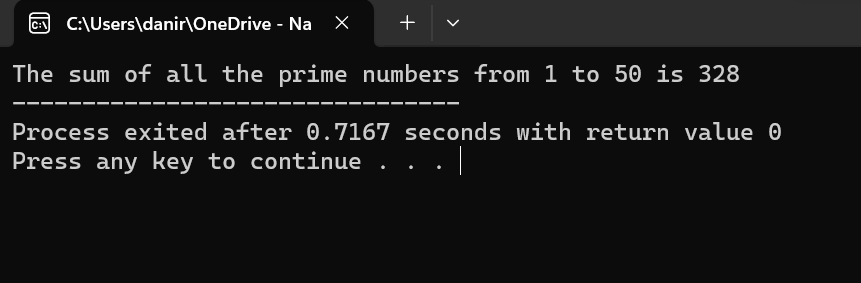 C:\Users\danir\OneDrive - Na
The sum of all the prime numbers from 1 to 50 is 328
--------------------------------
Process exited after 0.7167 seconds with return value 0
Press any key to continue . . .